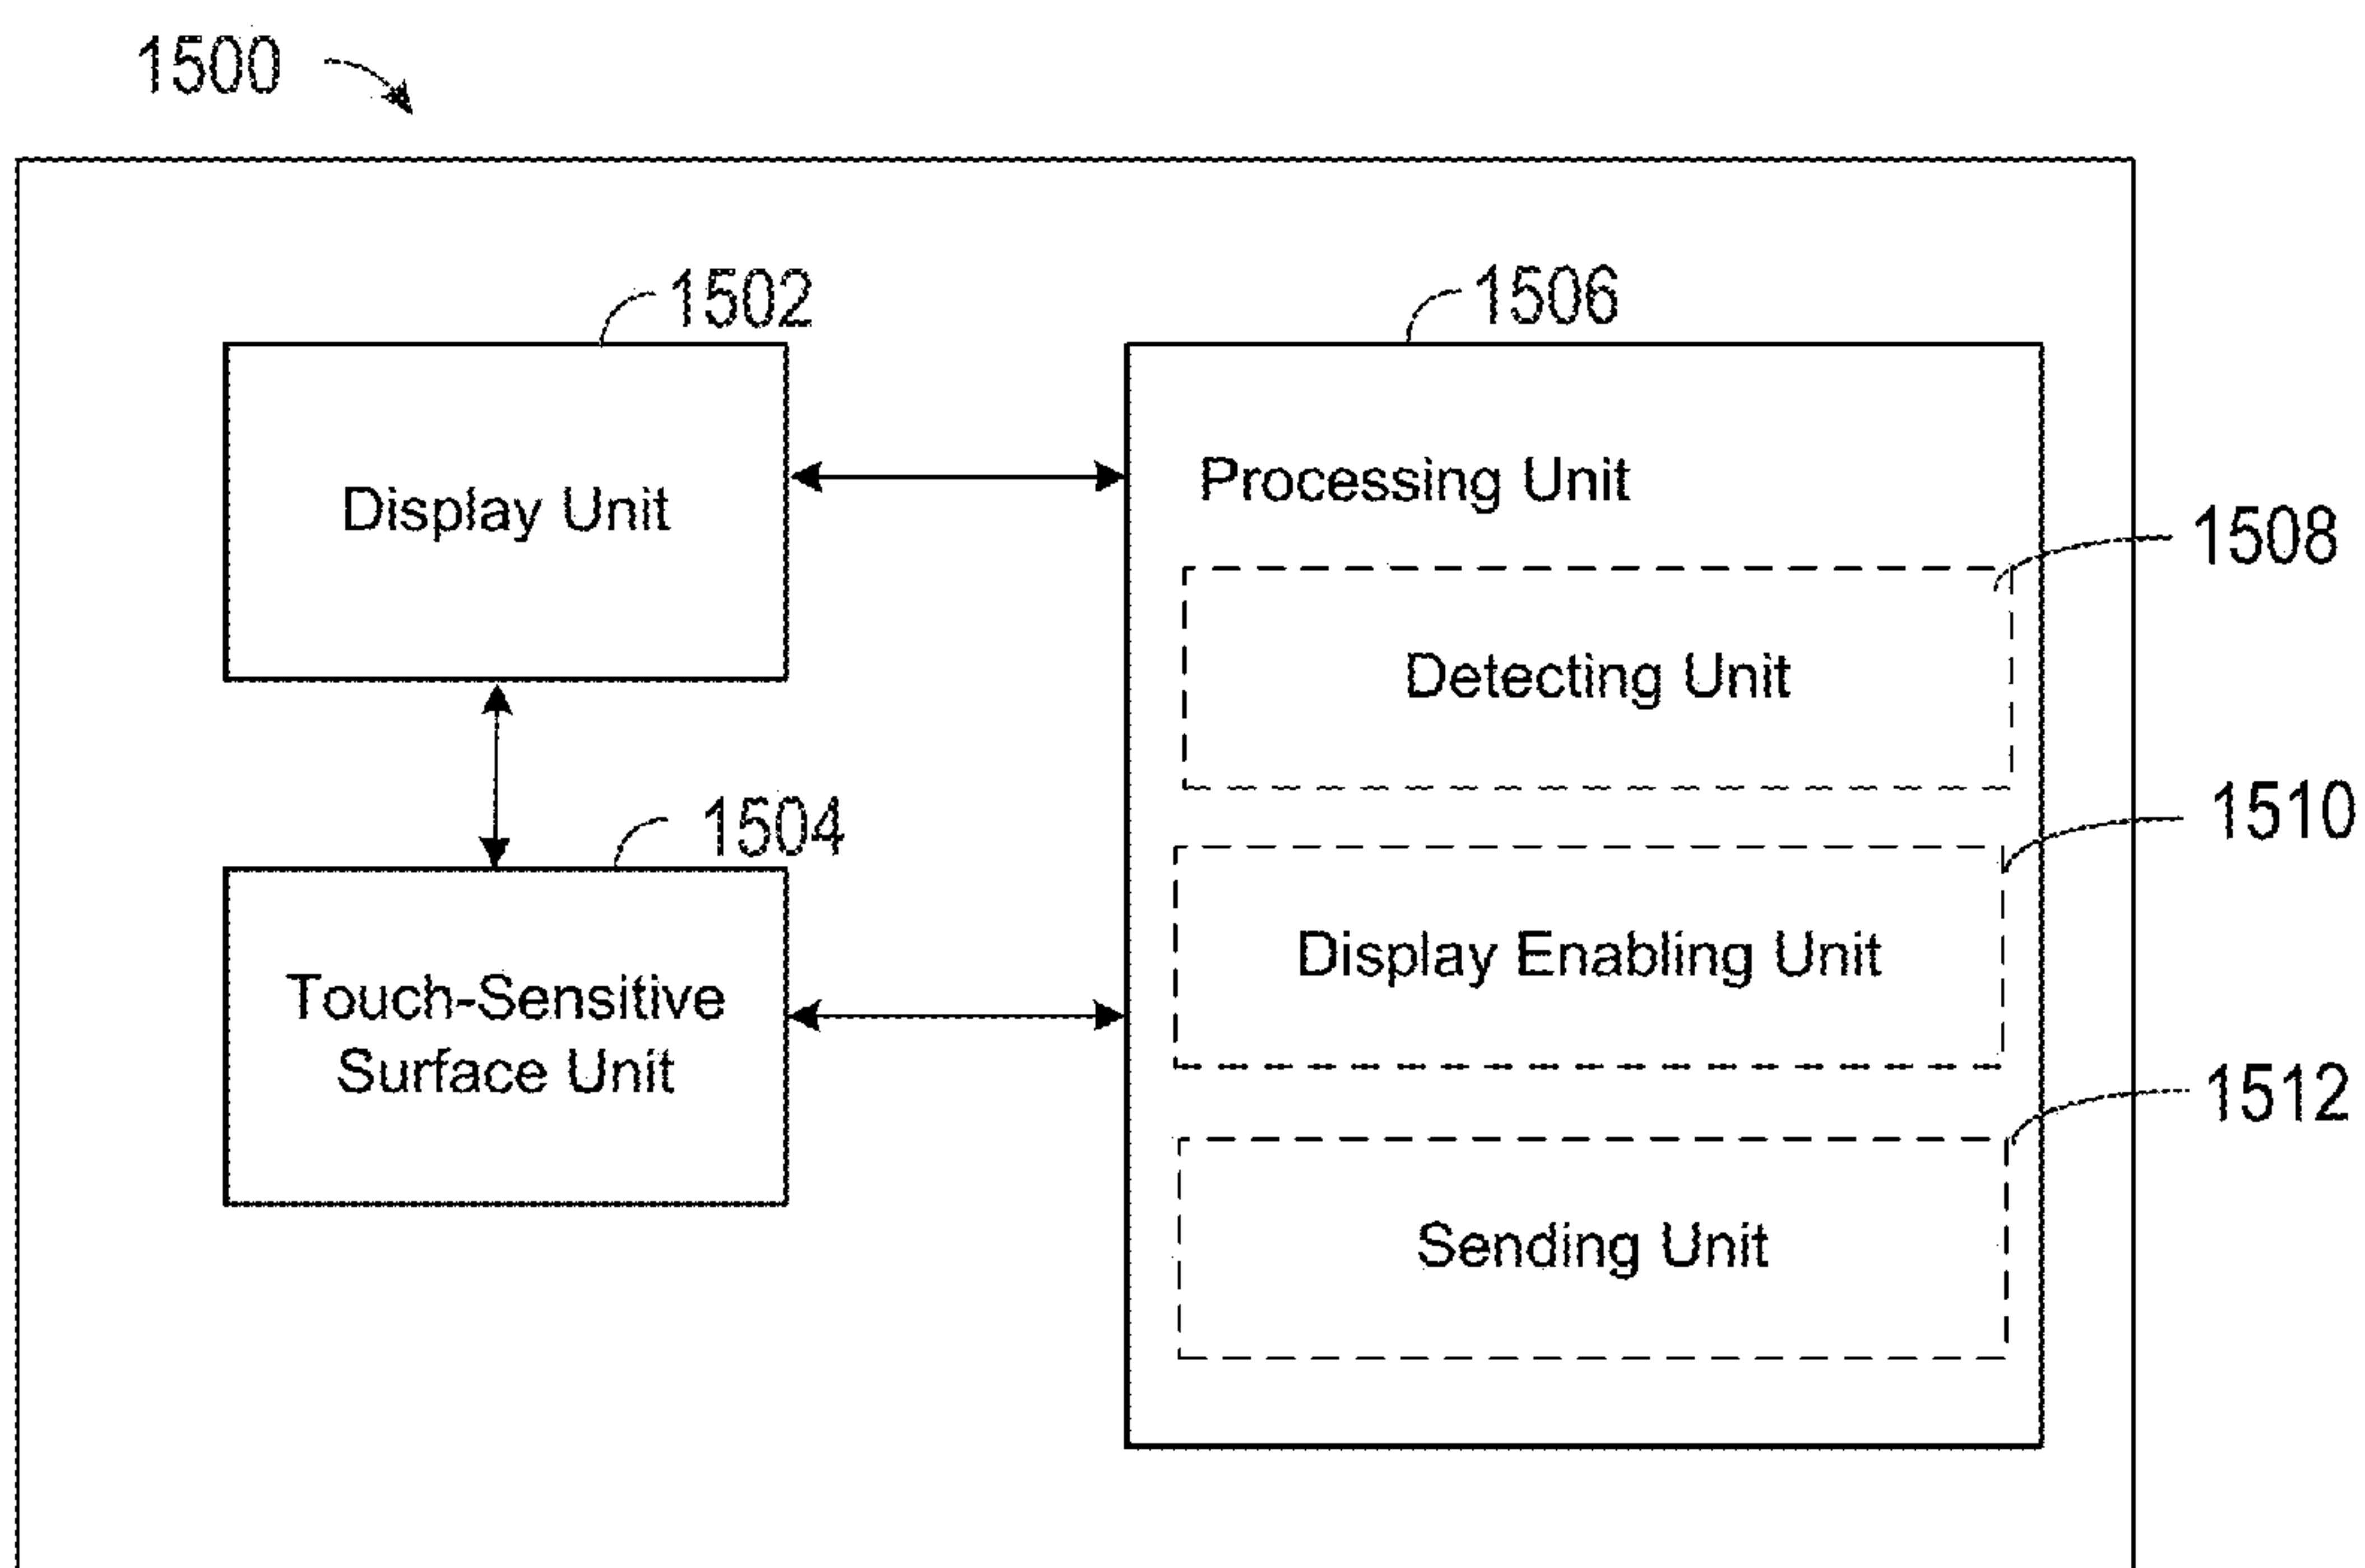 1500
1502
1506
Display Unit
Processing Unit
1508
Detecting Unit
1504
1510
Touch-Sensitive
Surface Unit
Display Enabling Unit
1512
Sending Unit